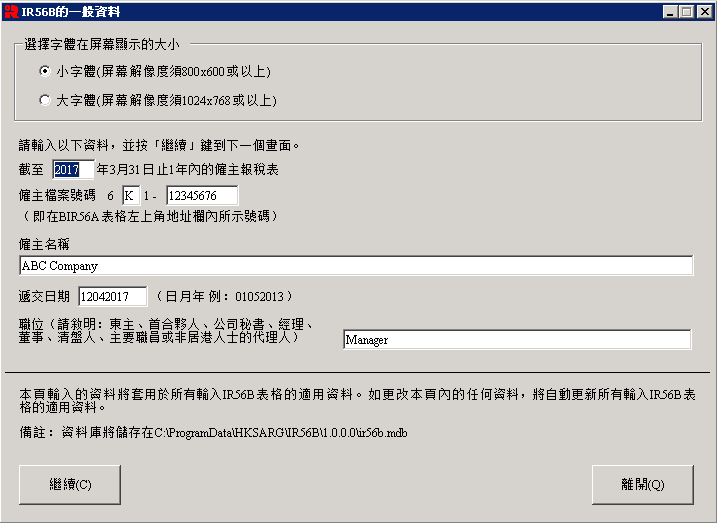 IR56B的一般資料
選擇字體在屏幕顯示的大小
小字體(屏幕解像度須800x600或以上)
大字體(屏幕解像度須1024x768或以上)
請輸入以下資料，並按「繼續」鍵到下一個畫面。
截至 2017 年3月31日止1年內的僱主報稅表
僱主檔案號碼 6 K 1 - 12345676
（即在BIR56A表格左上角地址欄內所示號碼）
僱主名稱
ABC Company
遞交日期 12042017 （日月年 例：01052013）
職位（請敘明：東主、首合夥人、公司秘書、經理、
董事、清盤人、主要職員或非居港人士的代理人）
Manager
本頁輸入的資料將套用於所有輸入IR56B表格的適用資料。如更改本頁內的任何資料，將自動更新所有輸入IR56B表
格的適用資料。
備註：資料庫將儲存在C:\ProgramData\HKSARG\IR56B\1.0.0.0\ir56b.mdb
繼續(C) 離開(Q)